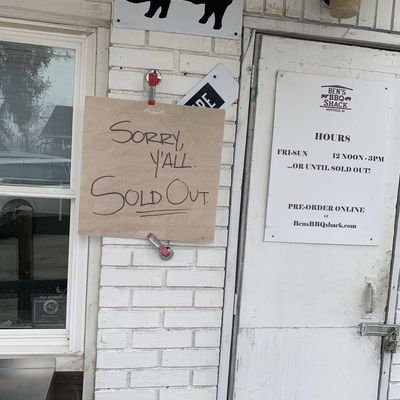 SORRY,
Y'ALL.
SOLD OUT.
BEN'S
BBQ
SHACK
HOURS
FRI-SUN 12 NOON - 3PM
...OR UNTIL SOLD OUT!
PRE-ORDER ONLINE
AT
BENSBBQSHACK.COM